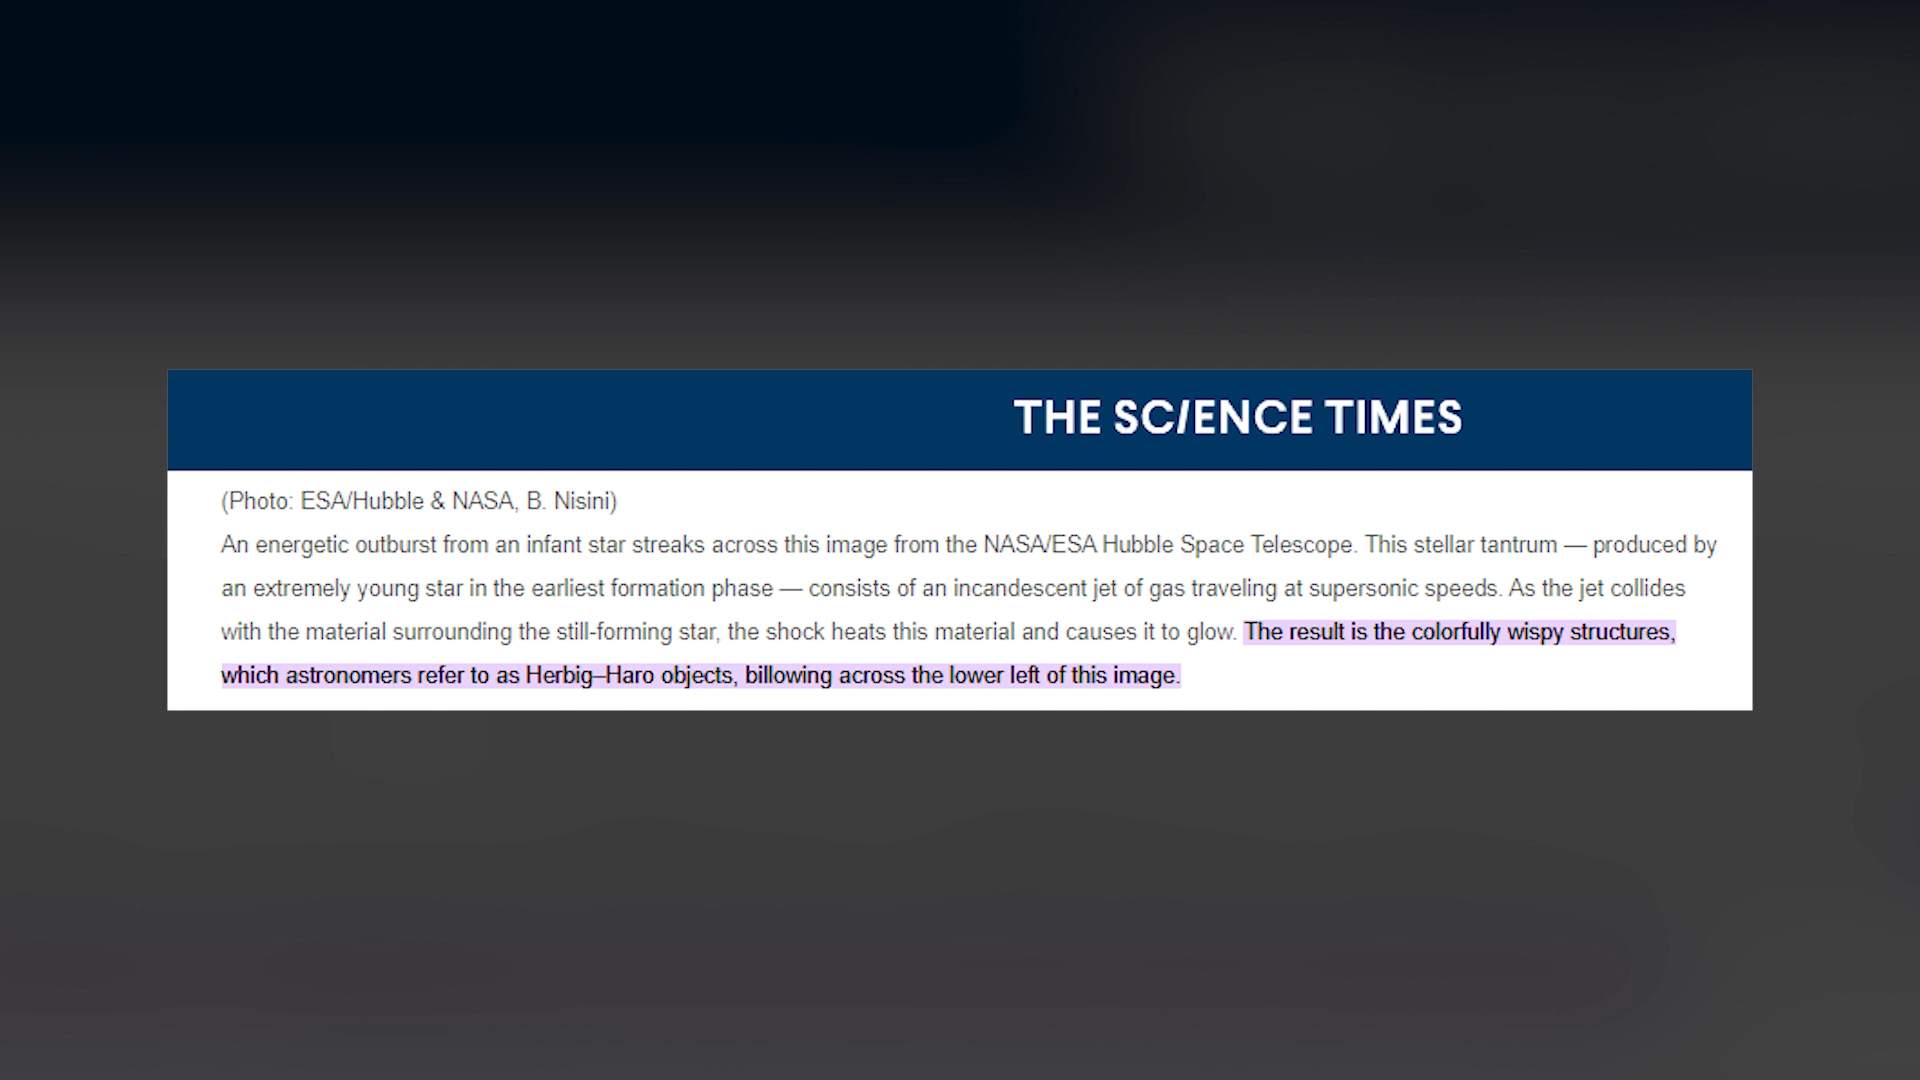 THE SCIENCE TIMES
(Photo: ESA/Hubble & NASA, B. Nisini)
An energetic outburst from an infant star streaks across this image from the NASA/ESA Hubble Space Telescope. This stellar tantrum — produced by
an extremely young star in the earliest formation phase — consists of an incandescent jet of gas traveling at supersonic speeds. As the jet collides
with the material surrounding the still-forming star, the shock heats this material and causes it to glow. The result is the colorfully wispy structures,
which astronomers refer to as Herbig–Haro objects, billowing across the lower left of this image.